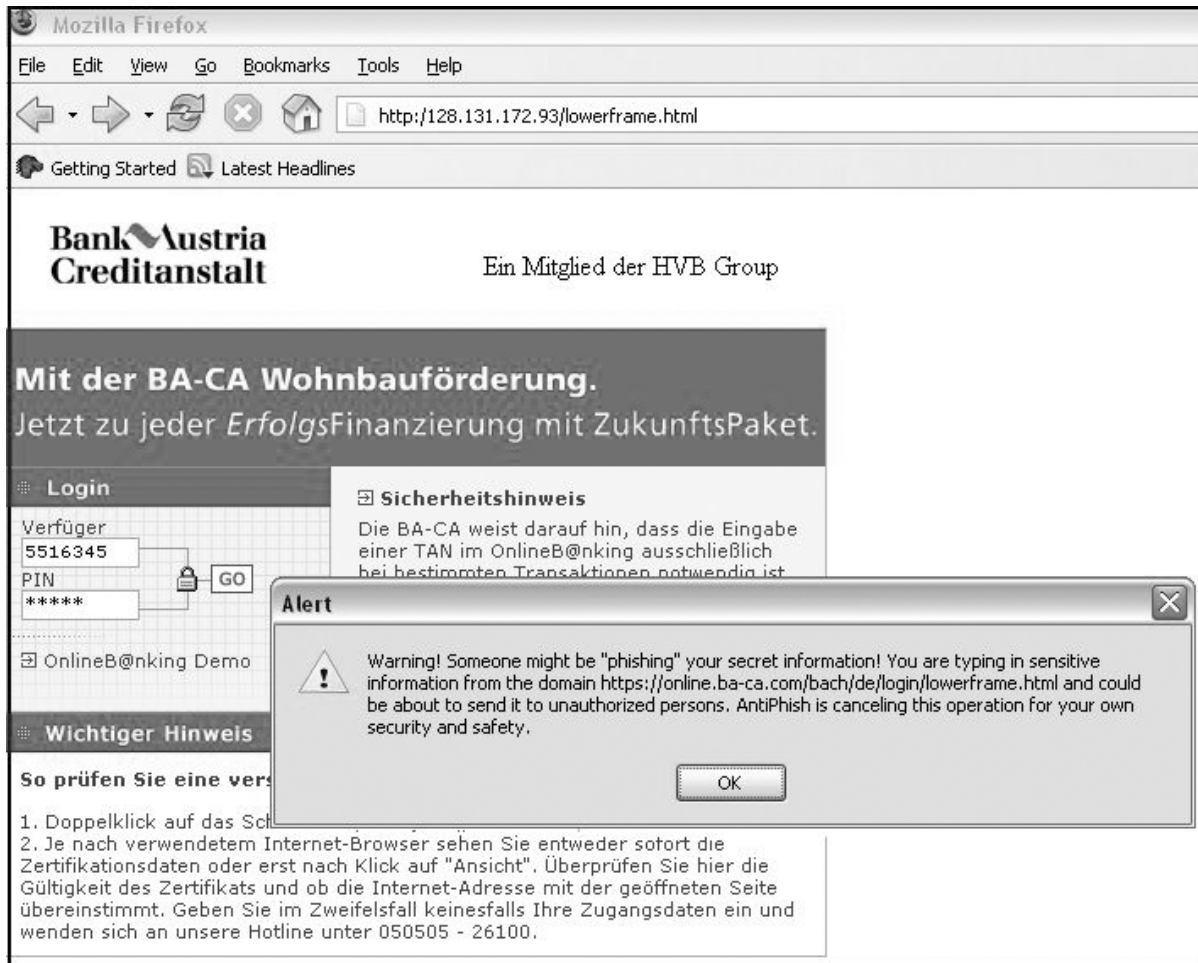 Mozilla Firefox
File Edit View Go Bookmarks Tools Help
http:/128.131.172.93/lowerframe.html
Getting Started Latest Headlines
Bank Austria
Creditanstalt
Ein Mitglied der HVB Group
Mit der BA-CA Wohnbauförderung.
Jetzt zu jeder ErfolgsFinanzierung mit ZukunftsPaket.
Login
Verfüger
5516345
PIN
*****
GO
OnlineB@nking Demo
Sicherheitshinweis
Die BA-CA weist darauf hin, dass die Eingabe
einer TAN im OnlineB@nking ausschließlich
bei bestimmten Transaktionen notwendig ist
Alert
Warning! Someone might be "phishing" your secret information! You are typing in sensitive
information from the domain https://online.ba-ca.com/bach/de/login/lowerframe.html and could
be about to send it to unauthorized persons. AntiPhish is canceling this operation for your own
security and safety.
OK
Wichtiger Hinweis
So prüfen Sie eine
1. Doppelklick auf das
2. Je nach verwendetem Internet-Browser sehen Sie entweder sofort die
Zertifikationsdaten oder erst nach Klick auf "Ansicht". Überprüfen Sie hier die
Gültigkeit des Zertifikats und ob die Internet-Adresse mit der geöffneten Seite
übereinstimmt. Geben Sie im Zweifelsfall keinesfalls Ihre Zugangsdaten ein und
wenden sich an unsere Hotline unter 050505 - 26100.